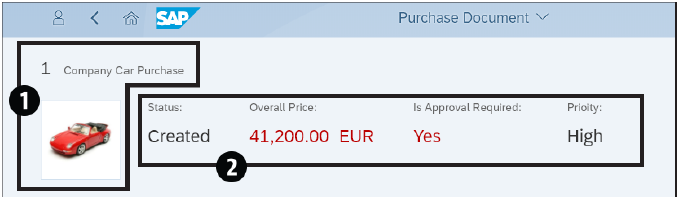 SAP Purchase Document
1 Company Car Purchase
1
Status: Overall Price: Is Approval Required: Prioity:
Created 41,200.00 EUR Yes High
2